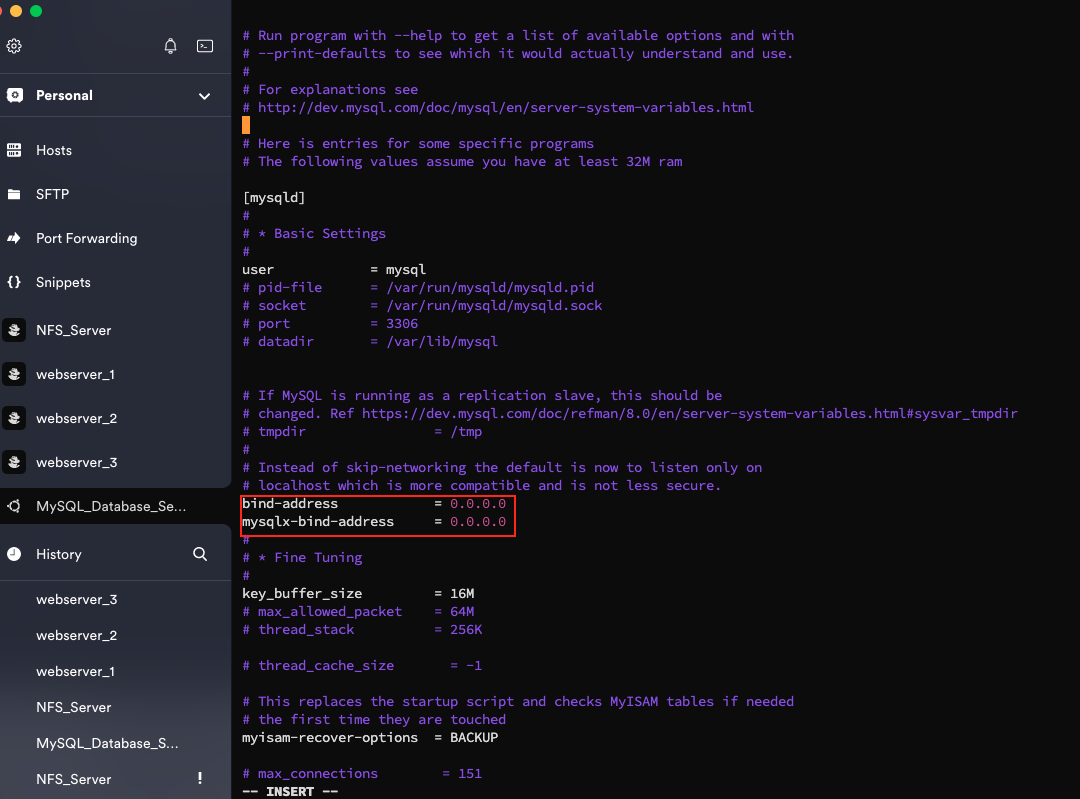 Personal
Hosts
SFTP
Port Forwarding
{} Snippets
NFS_Server
webserver_1
webserver_2
webserver_3
MySQL_Database_Se...
History
webserver_3
webserver_2
webserver_1
NFS_Server
MySQL_Database_S...
NFS_Server !
# Run program with --help to get a list of available options and with
# --print-defaults to see which it would actually understand and use.
#
# For explanations see
# http://dev.mysql.com/doc/mysql/en/server-system-variables.html
# Here is entries for some specific programs
# The following values assume you have at least 32M ram
[mysqld]
#
# * Basic Settings
#
user = mysql
# pid-file = /var/run/mysqld/mysqld.pid
# socket = /var/run/mysqld/mysqld.sock
# port = 3306
# datadir = /var/lib/mysql
# If MySQL is running as a replication slave, this should be
# changed. Ref https://dev.mysql.com/doc/refman/8.0/en/server-system-variables.html#sysvar_tmpdir
# tmpdir = /tmp
#
# Instead of skip-networking the default is now to listen only on
# localhost which is more compatible and is not less secure.
bind-address = 0.0.0.0
mysqlx-bind-address = 0.0.0.0
#
# * Fine Tuning
#
key_buffer_size = 16M
# max_allowed_packet = 64M
# thread_stack = 256K
# thread_cache_size = -1
# This replaces the startup script and checks MyISAM tables if needed
# the first time they are touched
myisam-recover-options = BACKUP
# max_connections = 151
-- INSERT --